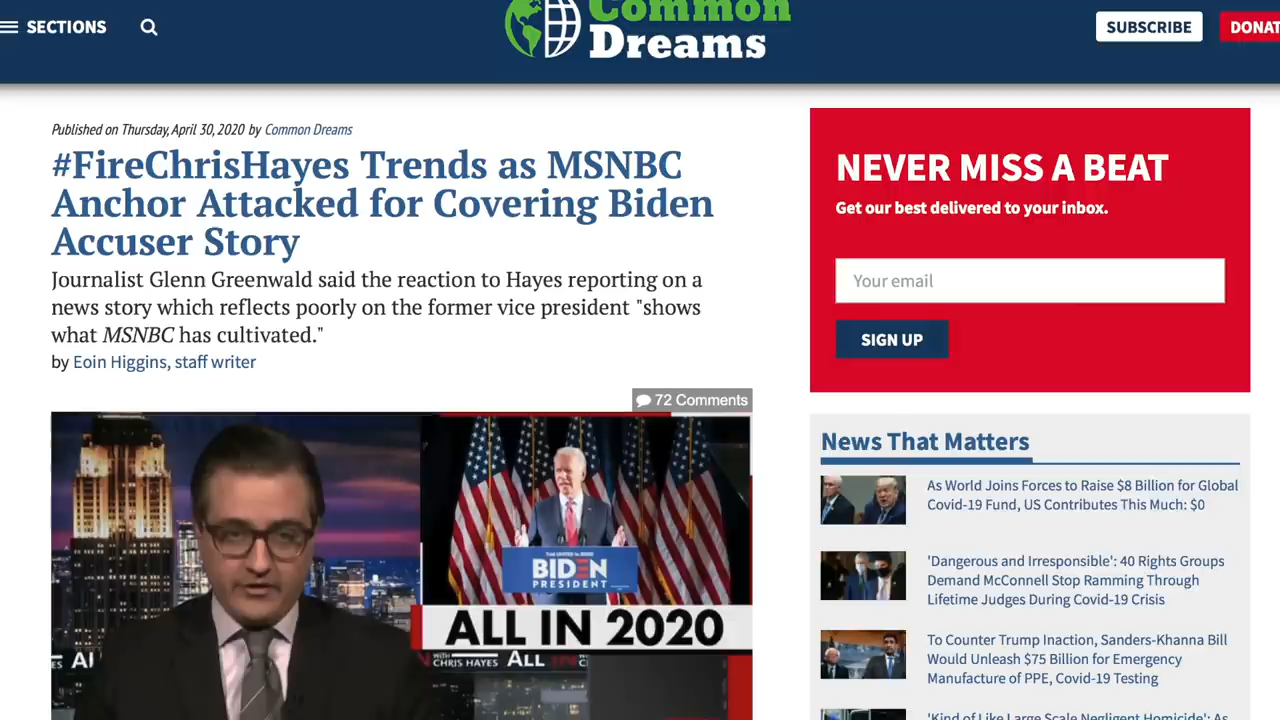 SECTIONS
Common
Dreams
SUBSCRIBE
DONAT
Published on Thursday, April 30, 2020 by Common Dreams
#FireChrisHayes Trends as MSNBC
Anchor Attacked for Covering Biden
Accuser Story
Journalist Glenn Greenwald said the reaction to Hayes reporting on a
news story which reflects poorly on the former vice president "shows
what MSNBC has cultivated."
by Eoin Higgins, staff writer
72 Comments
BIDEN
PRESIDENT
ALL IN 2020
AI
WITH
CHRIS HAYES
ALL
NEVER MISS A BEAT
Get our best delivered to your inbox.
Your email
SIGN UP
News That Matters
As World Joins Forces to Raise $8 Billion for Global
Covid-19 Fund, US Contributes This Much: $0
'Dangerous and Irresponsible': 40 Rights Groups
Demand McConnell Stop Ramming Through
Lifetime Judges During Covid-19 Crisis
To Counter Trump Inaction, Sanders-Khanna Bill
Would Unleash $75 Billion for Emergency
Manufacture of PPE, Covid-19 Testing
'Kind of Like Large Scale Negligent Homicide': As